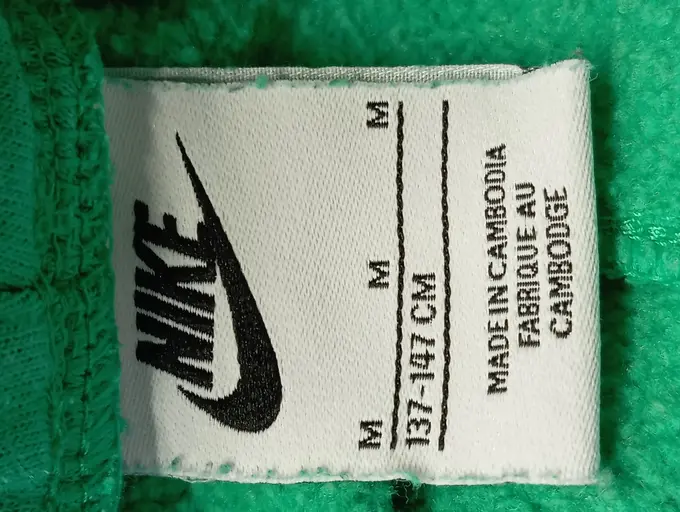 NIKE
M M M
137-147 CM
MADE IN CAMBODIA
FABRIQUE AU
CAMBODGE